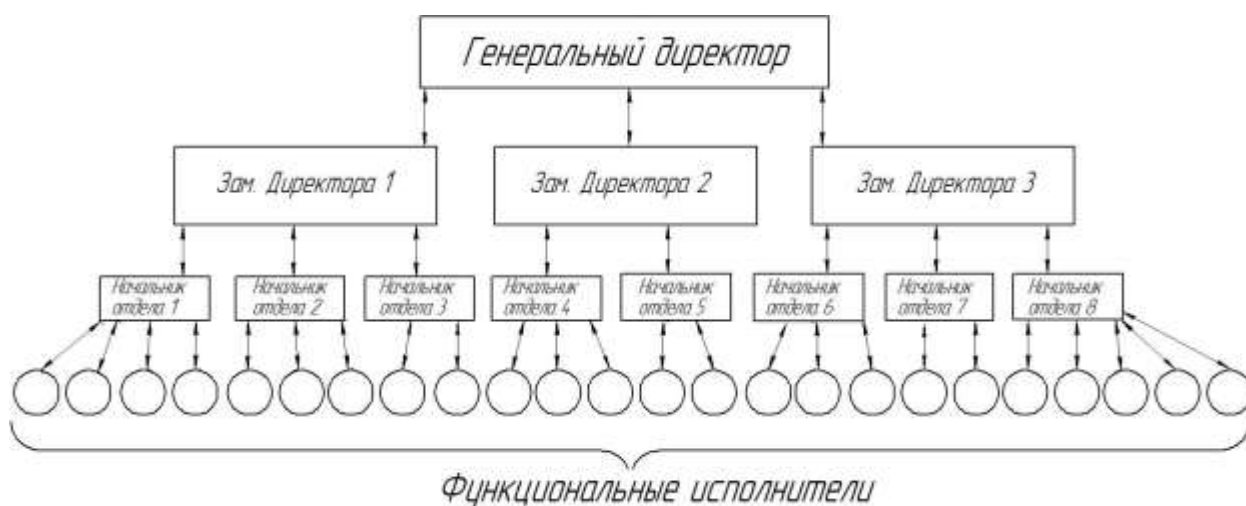 Генеральный директор
Зам. Директора 1
Зам. Директора 2
Зам. Директора 3
Начальник
отдела 1
Начальник
отдела 2
Начальник
отдела 3
Начальник
отдела 4
Начальник
отдела 5
Начальник
отдела 6
Начальник
отдела 7
Начальник
отдела 8
Функциональные исполнители